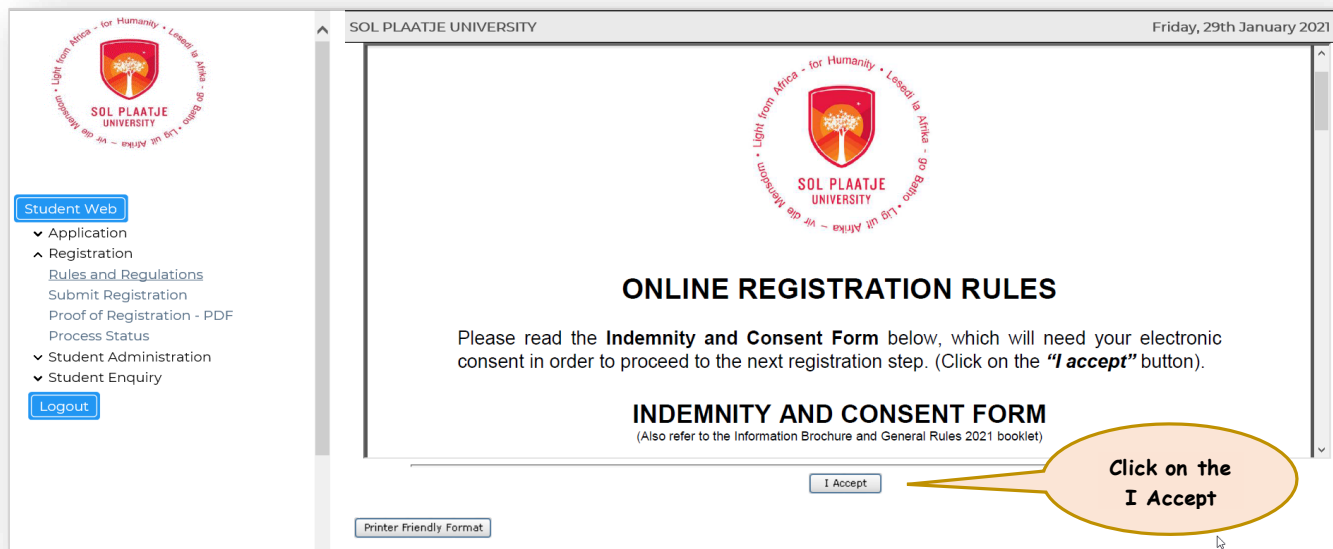 Light from Africa - for Humanity • Lesedi la Afrika - go Batho • Lig uit Afrika – vir die Mensdom •
SOL PLAATJE
UNIVERSITY
Student Web
Application
Registration
Rules and Regulations
Submit Registration
Proof of Registration - PDF
Process Status
Student Administration
Student Enquiry
Logout
SOL PLAATJE UNIVERSITY
Friday, 29th January 2021
Light from Africa - for Humanity • Lesedi la Afrika - go Batho • Lig uit Afrika – vir die Mensdom •
SOL PLAATJE
UNIVERSITY
ONLINE REGISTRATION RULES
Please read the Indemnity and Consent Form below, which will need your electronic
consent in order to proceed to the next registration step. (Click on the “I accept” button).
INDEMNITY AND CONSENT FORM
(Also refer to the Information Brochure and General Rules 2021 booklet)
I Accept
Click on the
I Accept
Printer Friendly Format